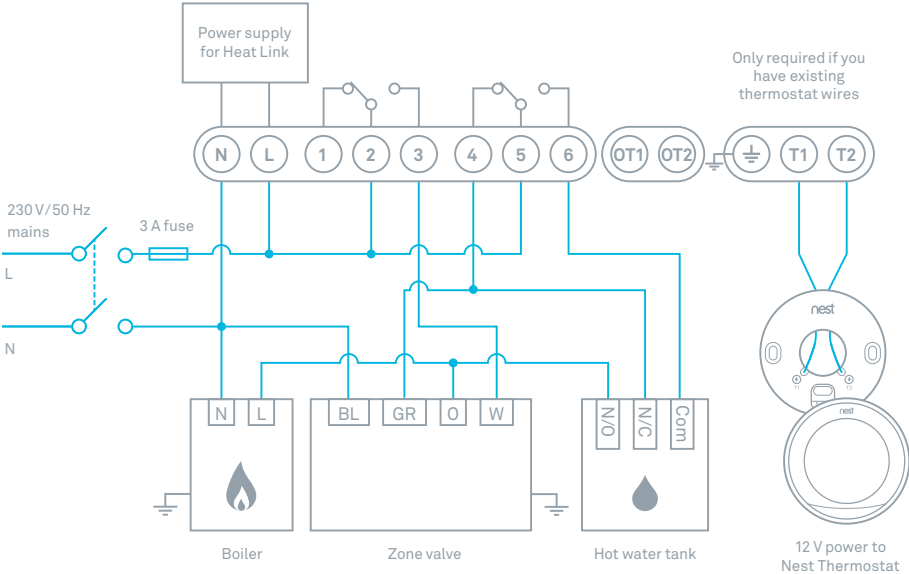 Power supply
for Heat Link
Only required if you
have existing
thermostat wires
N L 1 2 3 4 5 6 OT1 OT2 T1 T2
230 V/50 Hz
mains
3 A fuse
L
N
nest
T1 T2
N L BL GR O W N/O N/C Com
nest
Boiler
Zone valve
Hot water tank
12 V power to
Nest Thermostat